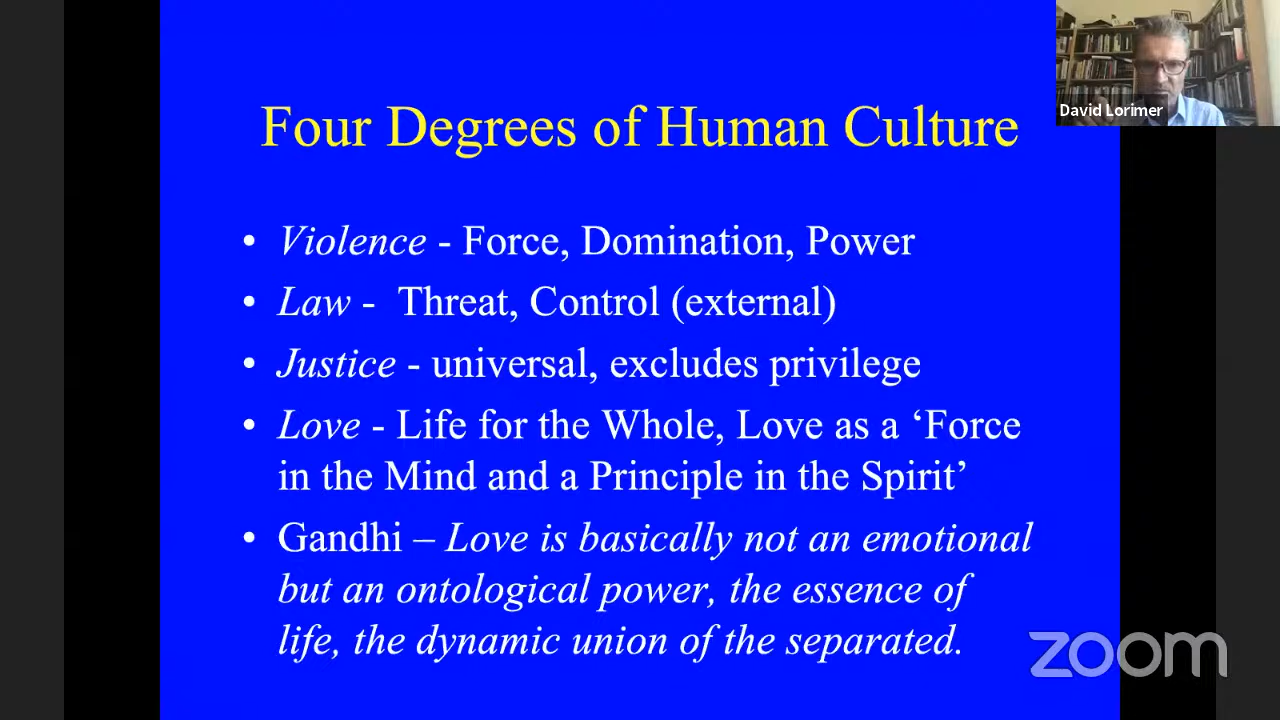 Four Degrees of Human Culture
• Violence - Force, Domination, Power
• Law -  Threat, Control (external)
• Justice - universal, excludes privilege
• Love - Life for the Whole, Love as a ‘Force
in the Mind and a Principle in the Spirit’
• Gandhi – Love is basically not an emotional
but an ontological power, the essence of
life, the dynamic union of the separated.
David Lorimer
zoom